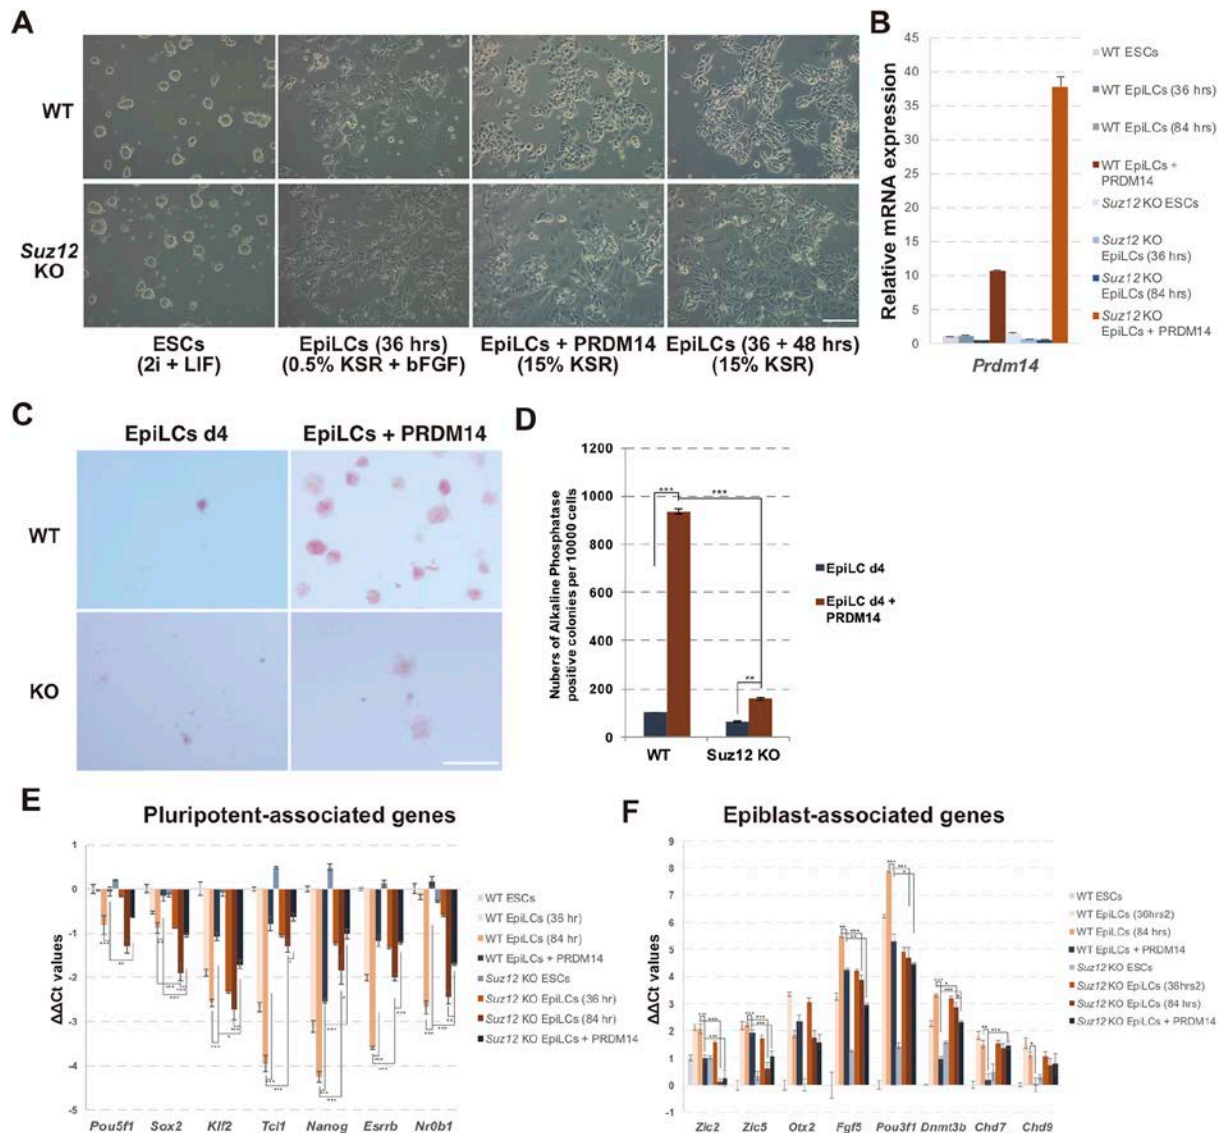 A
WT
Suz12
KO
ESCs
(2i + LIF)
EpiLCs (36 hrs)
(0.5% KSR + bFGF)
EpiLCs + PRDM14
(15% KSR)
EpiLCs (36 + 48 hrs)
(15% KSR)
B
Relative mRNA expression
45
40
35
30
25
20
15
10
5
0
Prdm14
WT ESCs
WT EpiLCs (36 hrs)
WT EpiLCs (84 hrs)
WT EpiLCs +
PRDM14
Suz12 KO ESCs
Suz12 KO
EpiLCs (36 hrs)
Suz12 KO
EpiLCs (84 hrs)
Suz12 KO
EpiLCs + PRDM14
C
EpiLCs d4
EpiLCs + PRDM14
WT
KO
D
Nubers of Alkaline Phosphatase
positive colonies per 10000 cells
1200
1000
800
600
400
200
0
***
***
**
WT
Suz12 KO
EpiLC d4
EpiLC d4 +
PRDM14
E
Pluripotent-associated genes
ΔΔCt values
1
0
-1
-2
-3
-4
-5
Pou5f1
Sox2
Klf2
Tcl1
Nanog
Esrrb
Nr0b1
WT ESCs
WT EpiLCs (36 hr)
WT EpiLCs (84 hr)
WT EpiLCs + PRDM14
Suz12 KO ESCs
Suz12 KO EpiLCs (36 hr)
Suz12 KO EpiLCs (84 hr)
Suz12 KO EpiLCs + PRDM14
F
Epiblast-associated genes
ΔΔCt values
9
8
7
6
5
4
3
2
1
0
-1
Zic2
Zic5
Otx2
Fgf5
Pou3f1
Dnmt3b
Chd7
Chd9
WT ESCs
WT EpiLCs (36hrs2)
WT EpiLCs (84 hrs)
WT EpiLCs + PRDM14
Suz12 KO ESCs
Suz12 KO EpiLCs (36hrs2)
Suz12 KO EpiLCs (84 hrs)
Suz12 KO EpiLCs + PRDM14